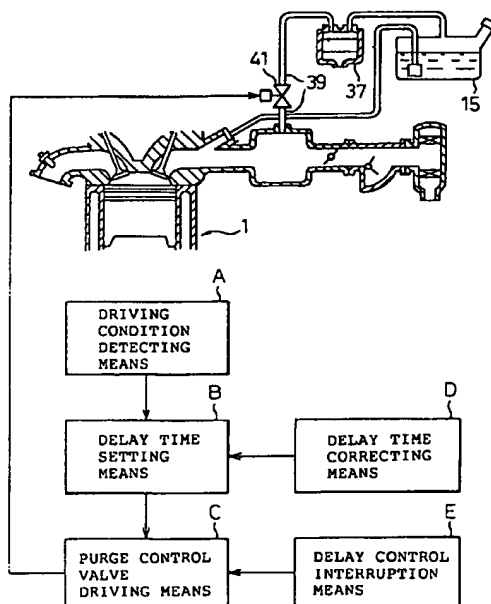 41
39
37
15
1
A
DRIVING
CONDITION
DETECTING
MEANS
B
DELAY TIME
SETTING
MEANS
D
DELAY TIME
CORRECTING
MEANS
C
PURGE CONTROL
VALVE
DRIVING MEANS
E
DELAY CONTROL
INTERRUPTION
MEANS